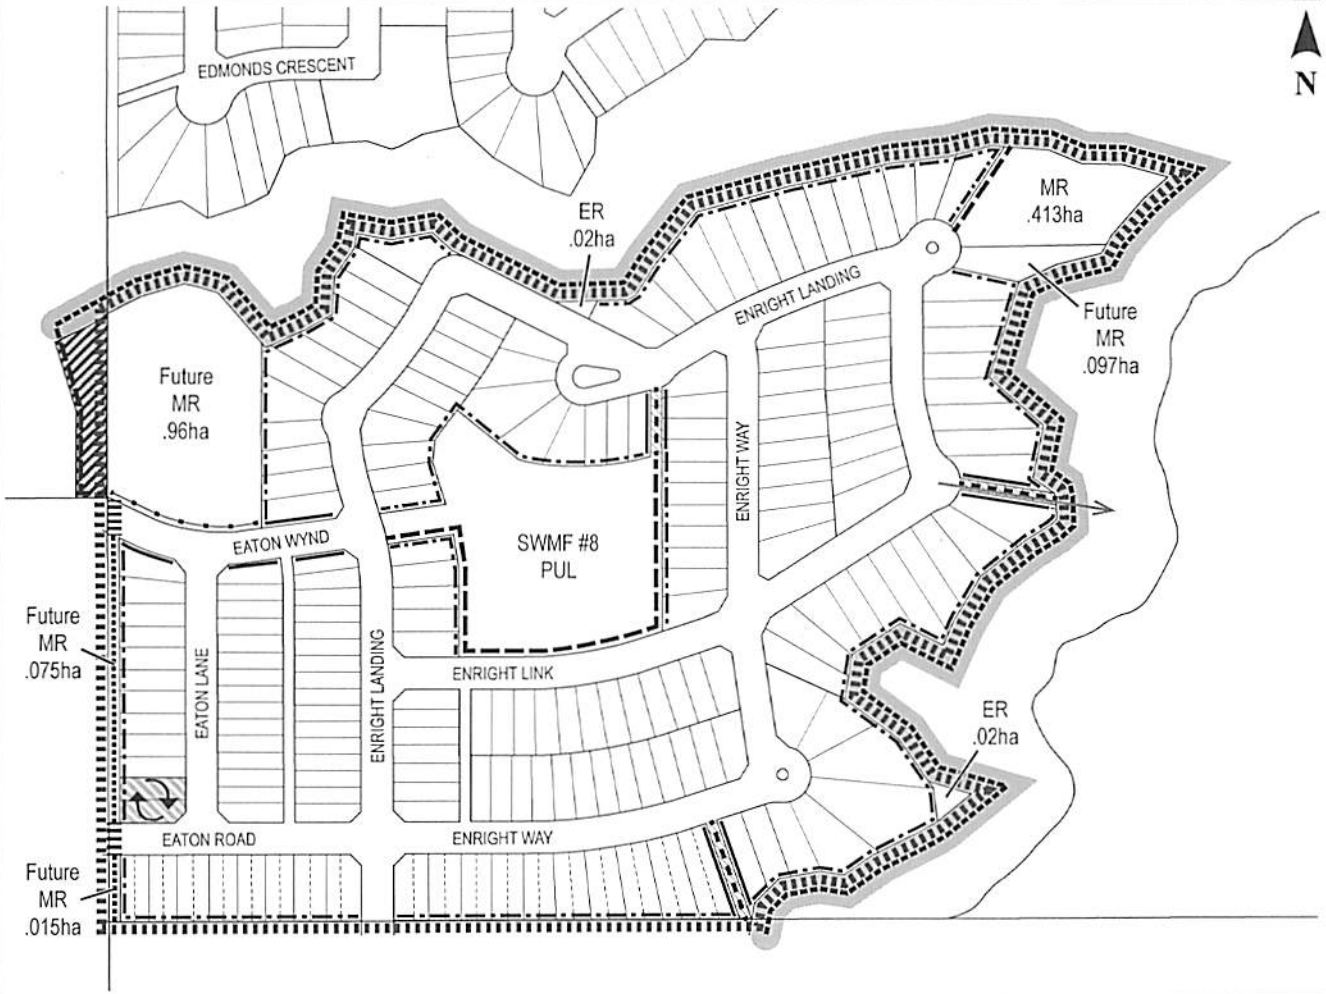 EDMONDS CRESCENT
N
MR
.413ha
ER
.02ha
ENRIGHT LANDING
Future
MR
.097ha
Future
MR
.96ha
ENRIGHT WAY
EATON WYND
SWMF #8
PUL
Future
MR
.075ha
EATON LANE
ENRIGHT LANDING
ENRIGHT LINK
ER
.02ha
EATON ROAD
ENRIGHT WAY
Future
MR
.015ha